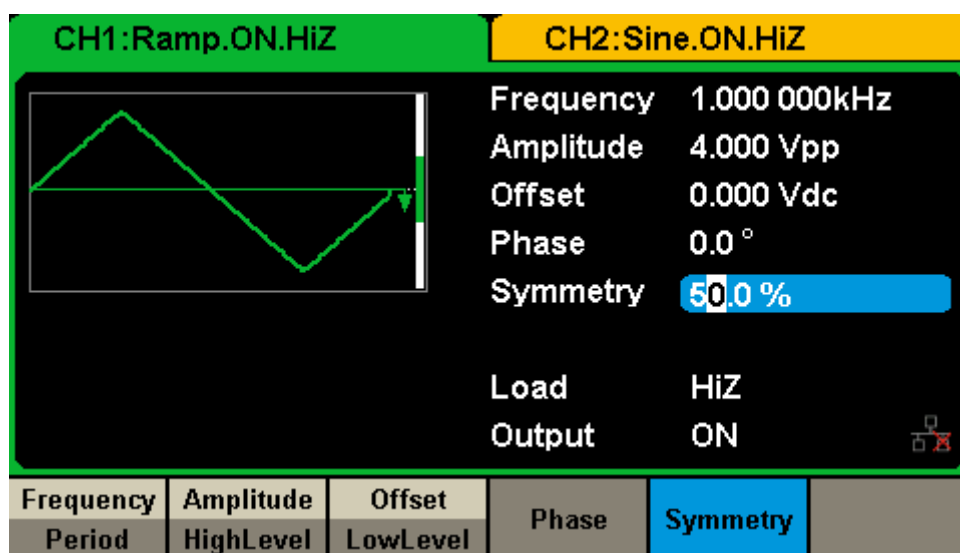 CH1:Ramp.ON.HiZ
CH2:Sine.ON.HiZ
Frequency 1.000 000kHz
Amplitude 4.000 Vpp
Offset 0.000 Vdc
Phase 0.0 °
Symmetry 50.0 %
Load HiZ
Output ON
Frequency Amplitude Offset Phase Symmetry
Period HighLevel LowLevel